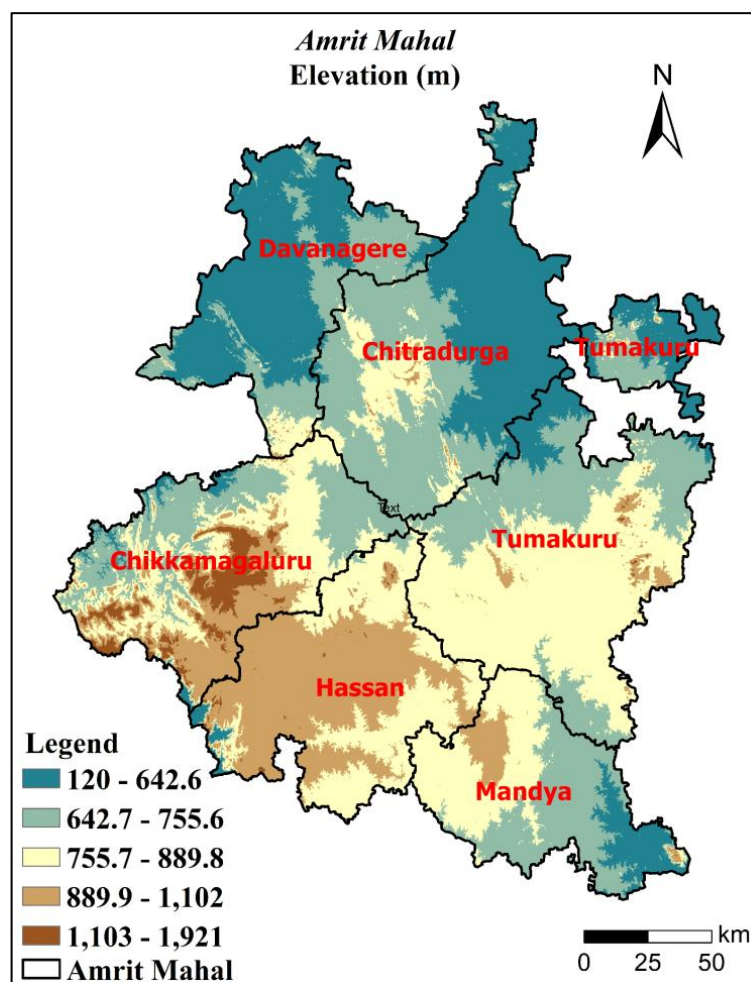 Amrit Mahal
Elevation (m)
N
Davanagere
Chitradurga
Tumakuru
Text
Tumakuru
Chikkamagaluru
Hassan
Mandya
Legend
120 - 642.6
642.7 - 755.6
755.7 - 889.8
889.9 - 1,102
1,103 - 1,921
Amrit Mahal
km
0 25 50